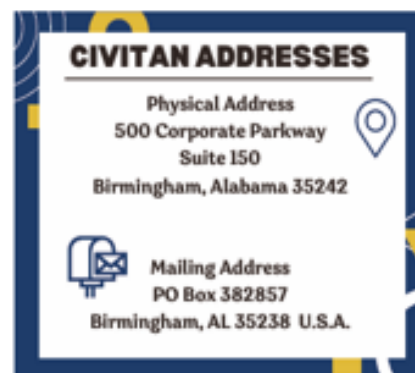 CIVITAN ADDRESSES
Physical Address
500 Corporate Parkway
Suite 150
Birmingham, Alabama 35242
Mailing Address
PO Box 382857
Birmingham, AL 35238 U.S.A.